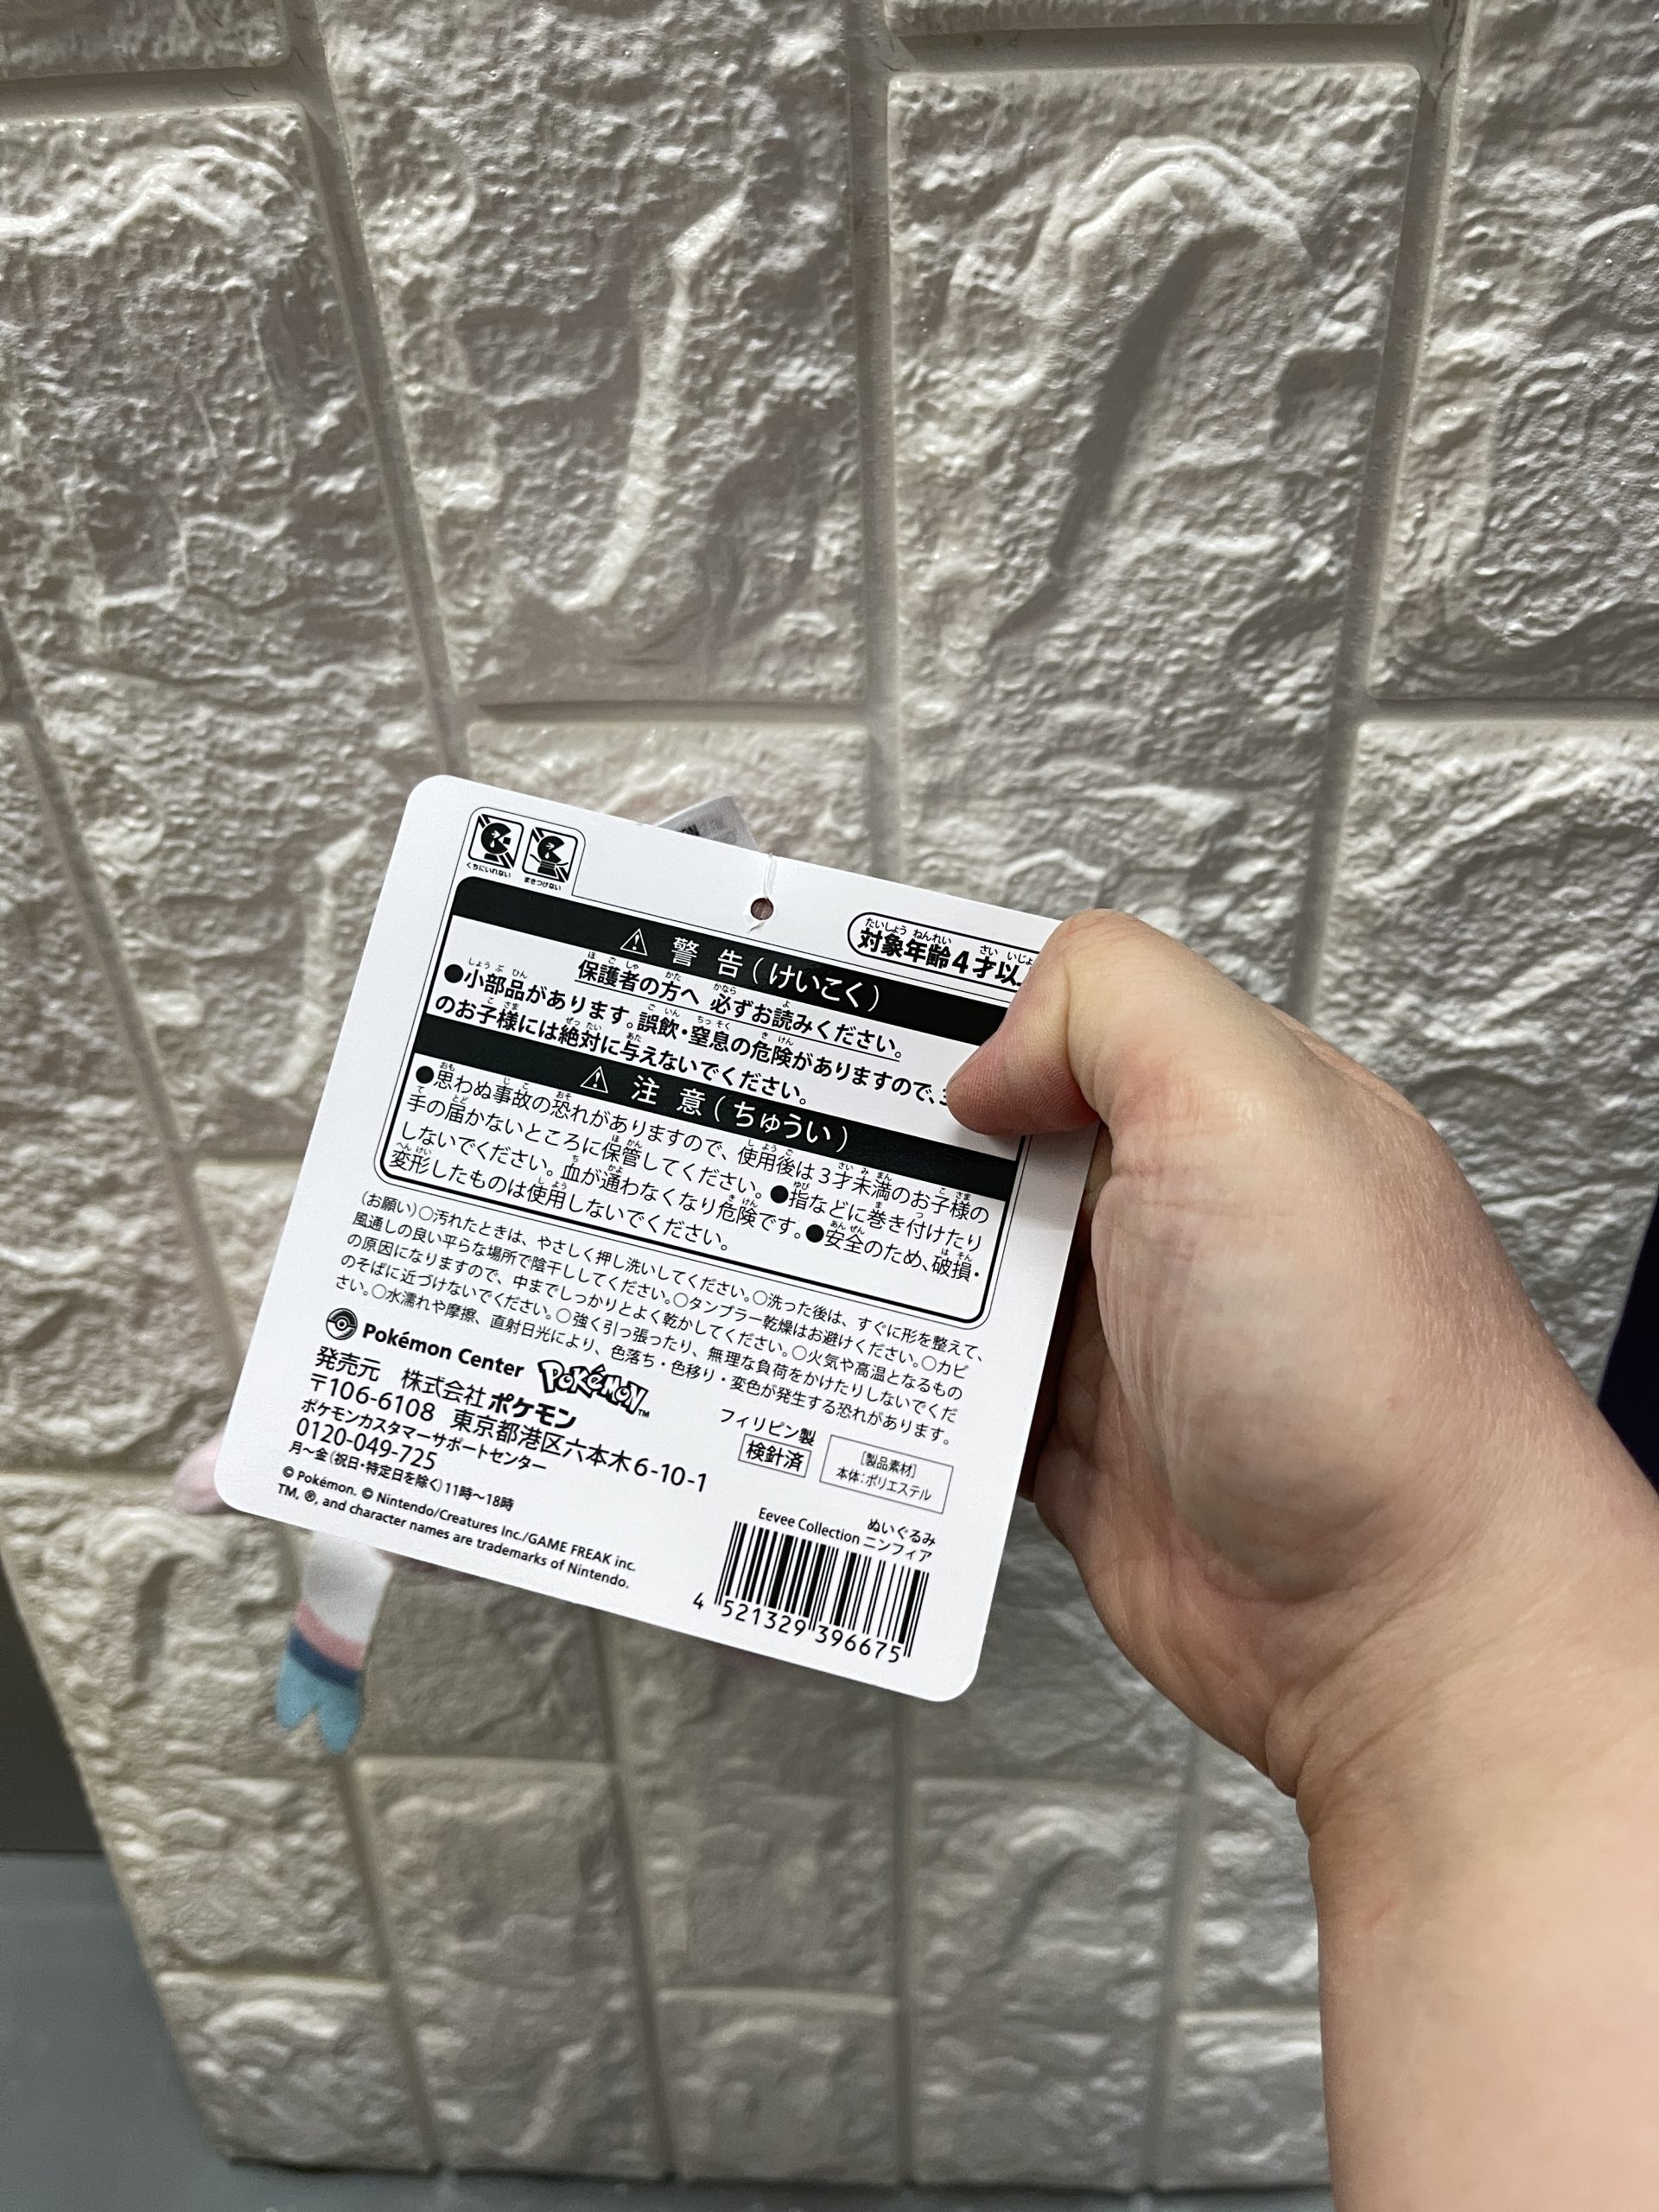 くちにいれない
まきつけない
対象年齢4才以
警告(けいこく)
保護者の方へ 必ずお読みください。
●小部品があります。誤飲・窒息の危険がありますので、3
のお子様には絶対に与えないでください。
注意(ちゅうい)
●思わぬ事故の恐れがありますので、使用後は3才未満のお子様の
手の届かないところに保管してください。●指などに巻き付けたり
しないでください。血が通わなくなり危険です。●安全のため、破損・
変形したものは使用しないでください。
(お願い)○汚れたときは、やさしく押し洗いしてください。○洗った後は、すぐに形を整えて、
風通しの良い平らな場所で陰干ししてください。○タンブラー乾燥はお避けください。○カビ
の原因になりますので、中までしっかりとよく乾かしてください。○火気や高温となるもの
のそばに近づけないでください。○強く引っ張ったり、無理な負荷をかけたりしないでくだ
さい。○水濡れや摩擦、直射日光により、色落ち・色移り・変色が発生する恐れがあります。
Pokémon Center POKéMON™
発売元 株式会社ポケモン
〒106-6108 東京都港区六本木6-10-1
ポケモンカスタマーサポートセンター
0120-049-725
月～金(祝日・特定日を除く)11時～18時
© Pokémon. © Nintendo/Creatures Inc./GAME FREAK inc.
TM, ®, and character names are trademarks of Nintendo.
フィリピン製
検針済
[製品素材]
本体:ポリエステル
ぬいぐるみ
Eevee Collection ニンフィア
4 521329 396675